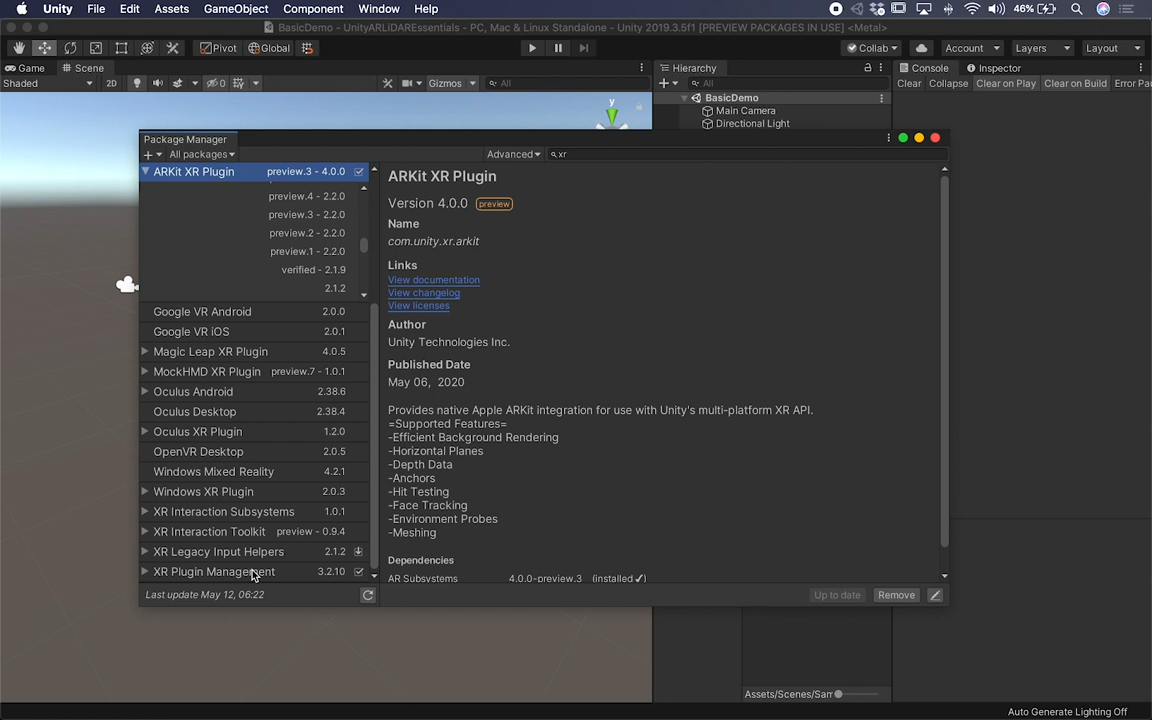 Unity File Edit Assets GameObject Component Window Help 46%
BasicDemo - UnityARLiDAREssentials - PC, Mac & Linux Standalone - Unity 2019.3.5f1 [PREVIEW PACKAGES IN USE] <Metal>
Pivot Global Collab Account Layers Layout
Game Scene Hierarchy Console Inspector
Shaded 2D 0 Gizmos All All Clear Collapse Clear on Play Clear on Build Error Pa
y
BasicDemo
Main Camera
Directional Light
Package Manager
All packages Advanced xr
ARKit XR Plugin preview.3 - 4.0.0
preview.4 - 2.2.0
preview.3 - 2.2.0
preview.2 - 2.2.0
preview.1 - 2.2.0
verified - 2.1.9
2.1.2
Google VR Android 2.0.0
Google VR iOS 2.0.1
Magic Leap XR Plugin 4.0.5
MockHMD XR Plugin preview.7 - 1.0.1
Oculus Android 2.38.6
Oculus Desktop 2.38.4
Oculus XR Plugin 1.2.0
OpenVR Desktop 2.0.5
Windows Mixed Reality 4.2.1
Windows XR Plugin 2.0.3
XR Interaction Subsystems 1.0.1
XR Interaction Toolkit preview - 0.9.4
XR Legacy Input Helpers 2.1.2
XR Plugin Management 3.2.10
Last update May 12, 06:22
ARKit XR Plugin
Version 4.0.0 preview
Name
com.unity.xr.arkit
Links
View documentation
View changelog
View licenses
Author
Unity Technologies Inc.
Published Date
May 06, 2020
Provides native Apple ARKit integration for use with Unity's multi-platform XR API.
=Supported Features=
-Efficient Background Rendering
-Horizontal Planes
-Depth Data
-Anchors
-Hit Testing
-Face Tracking
-Environment Probes
-Meshing
Dependencies
AR Subsystems 4.0.0-preview.3 (installed ✓)
Up to date Remove
Assets/Scenes/Sam
Auto Generate Lighting Off